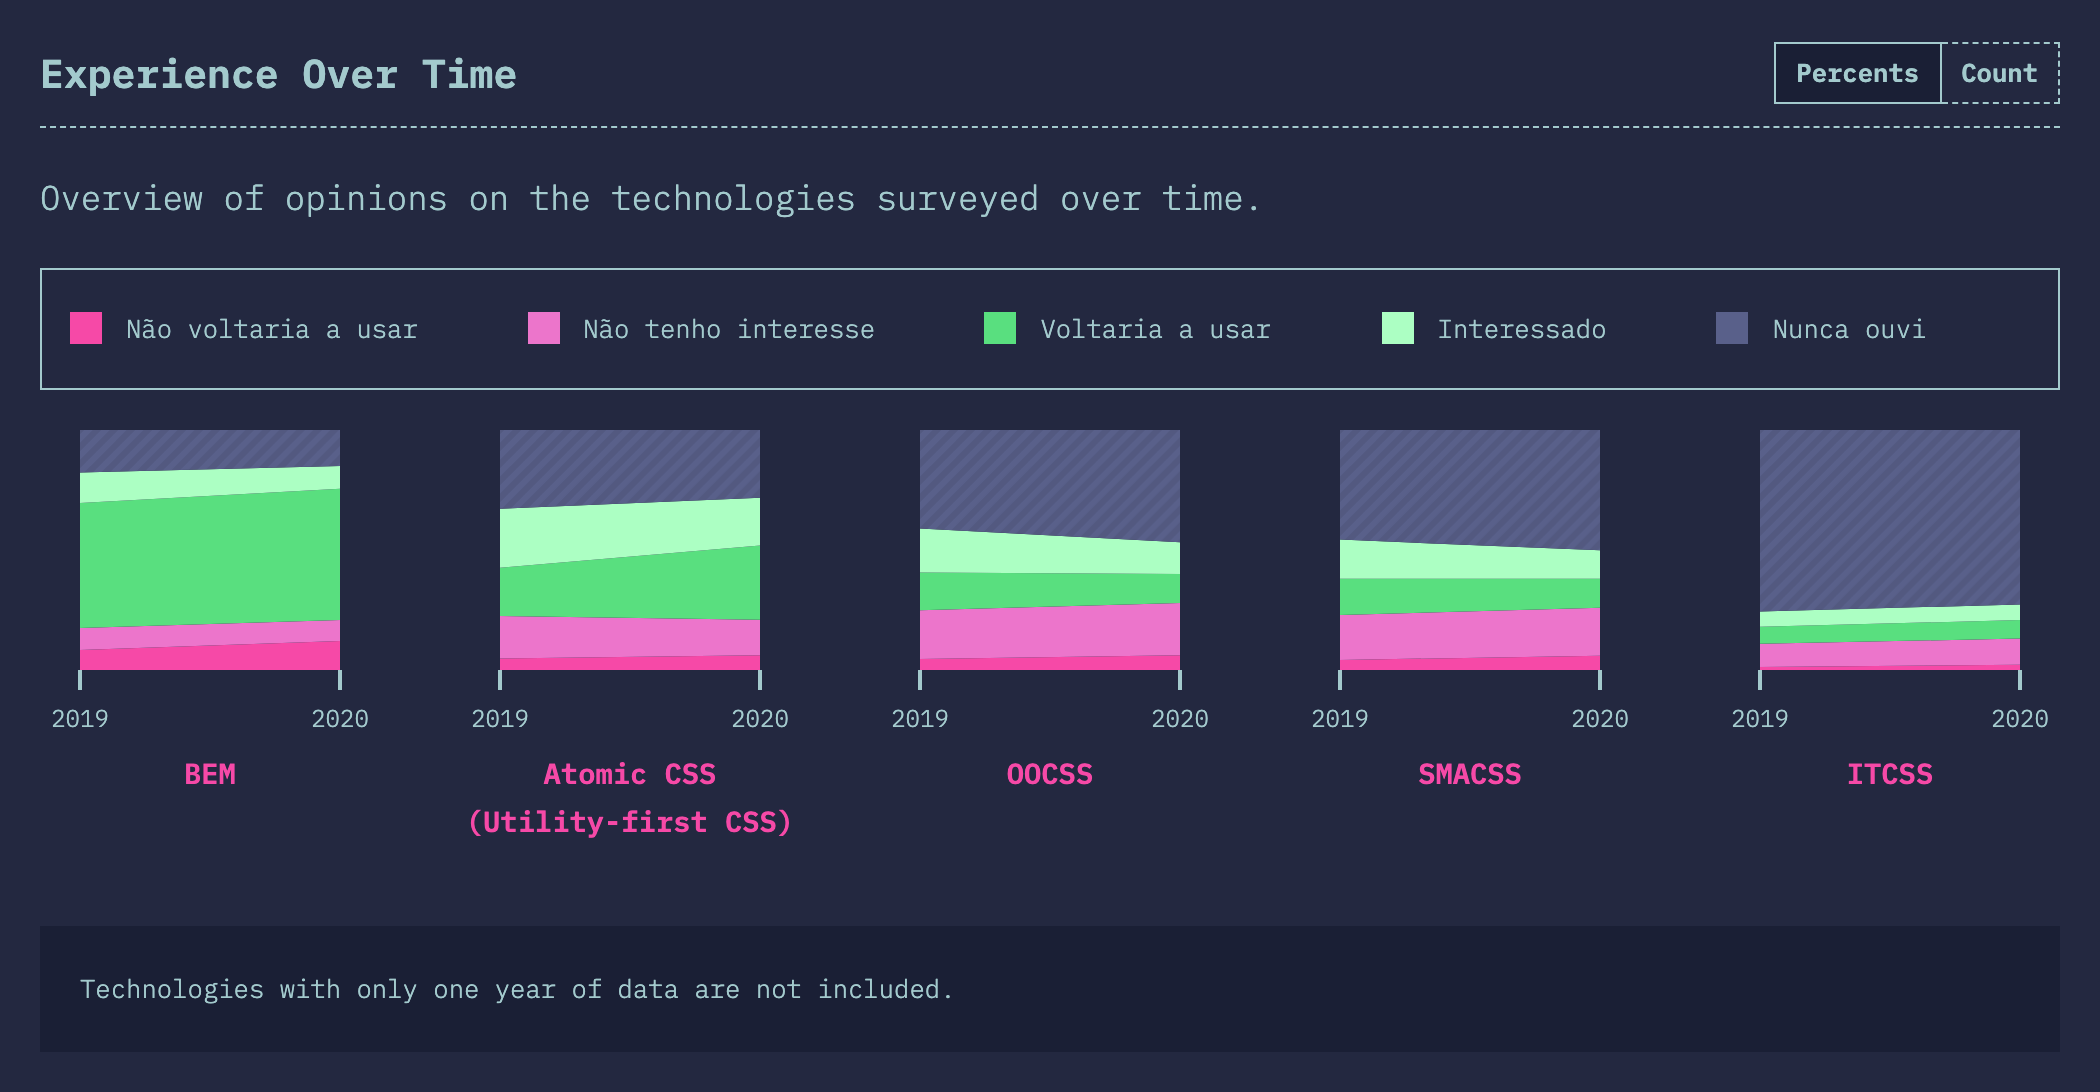 Experience Over Time
Percents Count
Overview of opinions on the technologies surveyed over time.
Não voltaria a usar Não tenho interesse Voltaria a usar Interessado Nunca ouvi
2019 2020 2019 2020 2019 2020 2019 2020 2019 2020
BEM Atomic CSS OOCSS SMACSS ITCSS
(Utility-first CSS)
Technologies with only one year of data are not included.